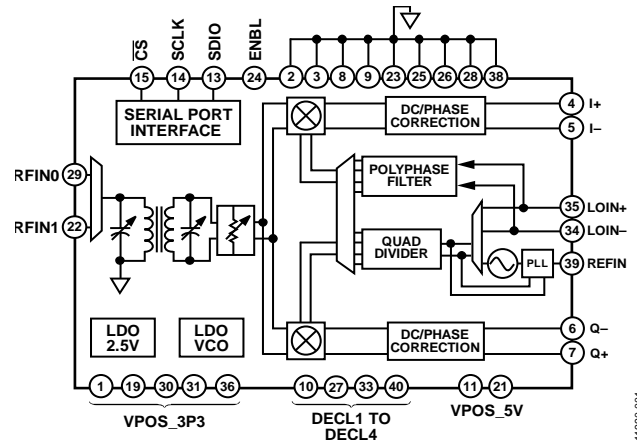 CS SCLK SDIO ENBL
15 14 13 24 2 3 8 9 23 25 26 28 38
SERIAL PORT
INTERFACE
DC/PHASE
CORRECTION
4 I+
5 I–
RFIN0 29
RFIN1 22
POLYPHASE
FILTER
35 LOIN+
34 LOIN–
QUAD
DIVIDER
PLL
39 REFIN
LDO
2.5V
LDO
VCO
DC/PHASE
CORRECTION
6 Q–
7 Q+
1 19 30 31 36 10 27 33 40 11 21
VPOS_3P3
DECL1 TO
DECL4
VPOS_5V